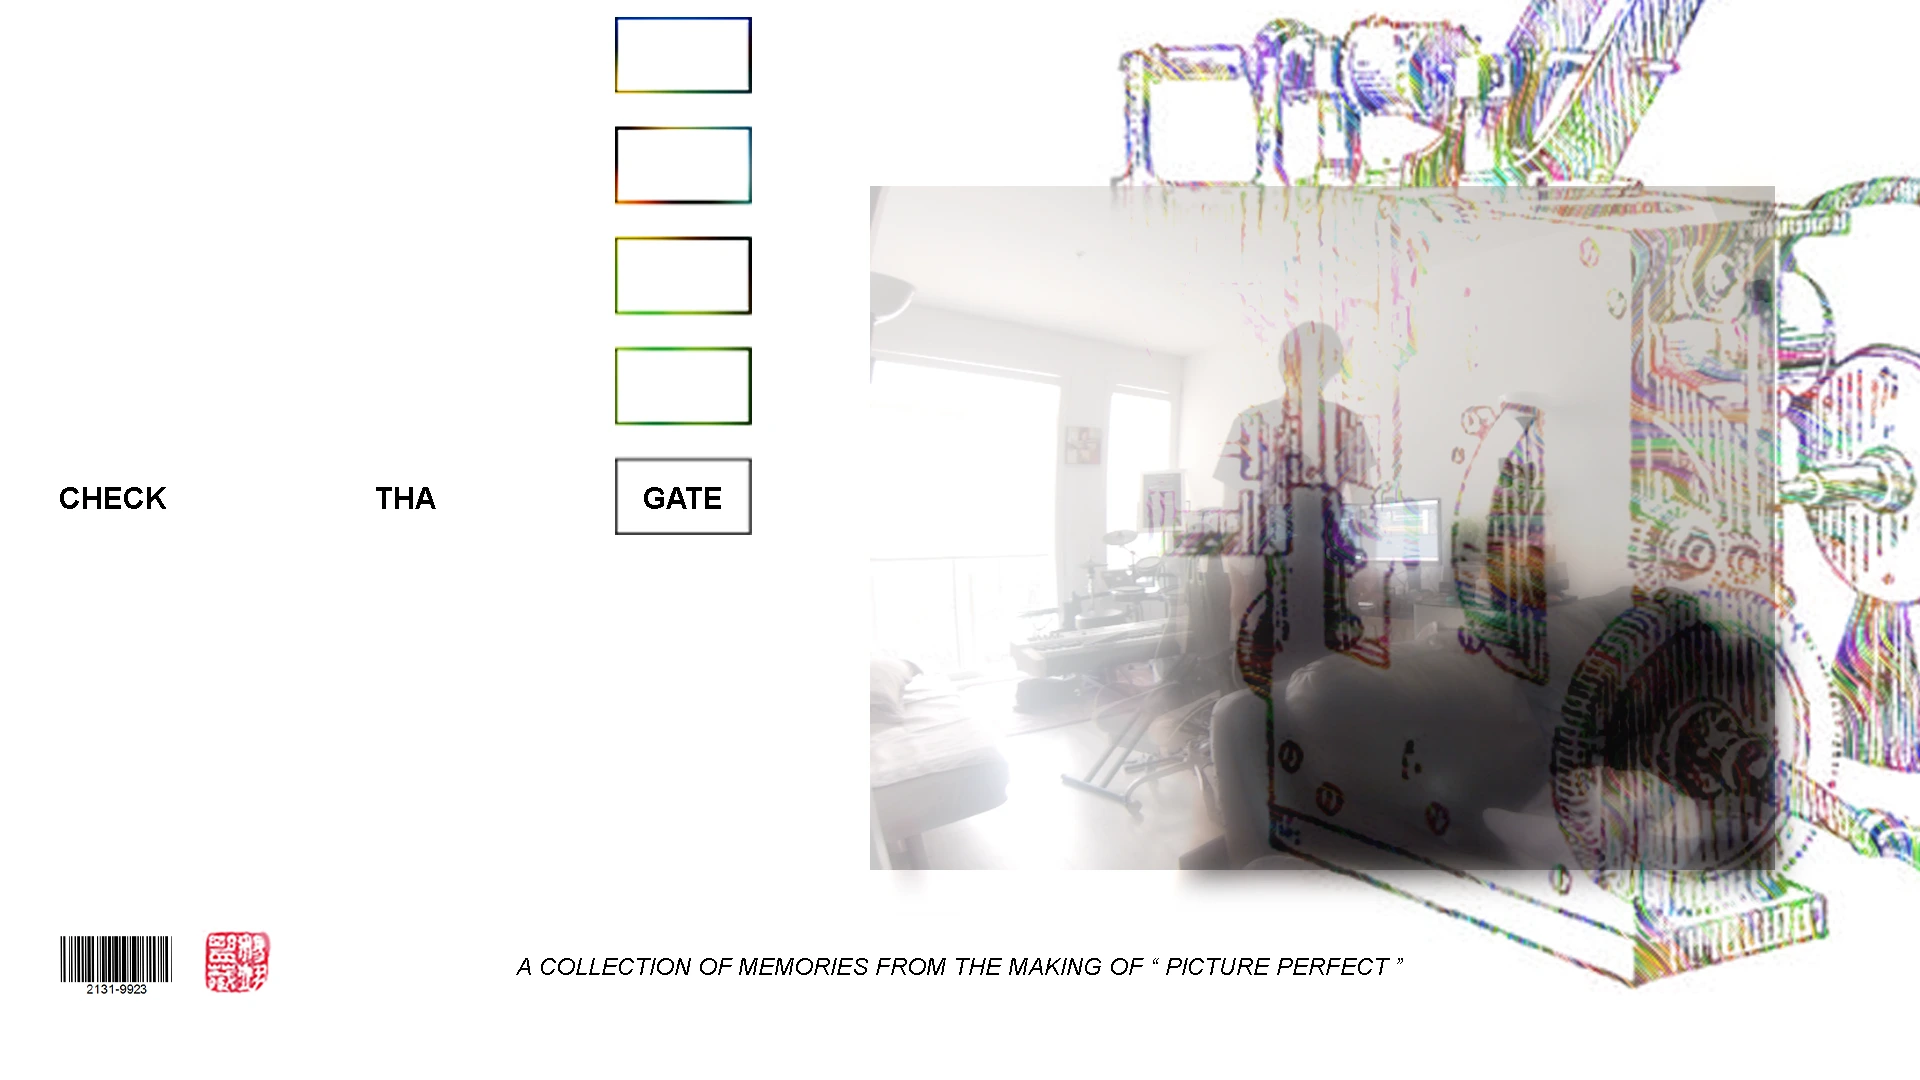 CHECK THA GATE
2131-9923
A COLLECTION OF MEMORIES FROM THE MAKING OF “ PICTURE PERFECT ”